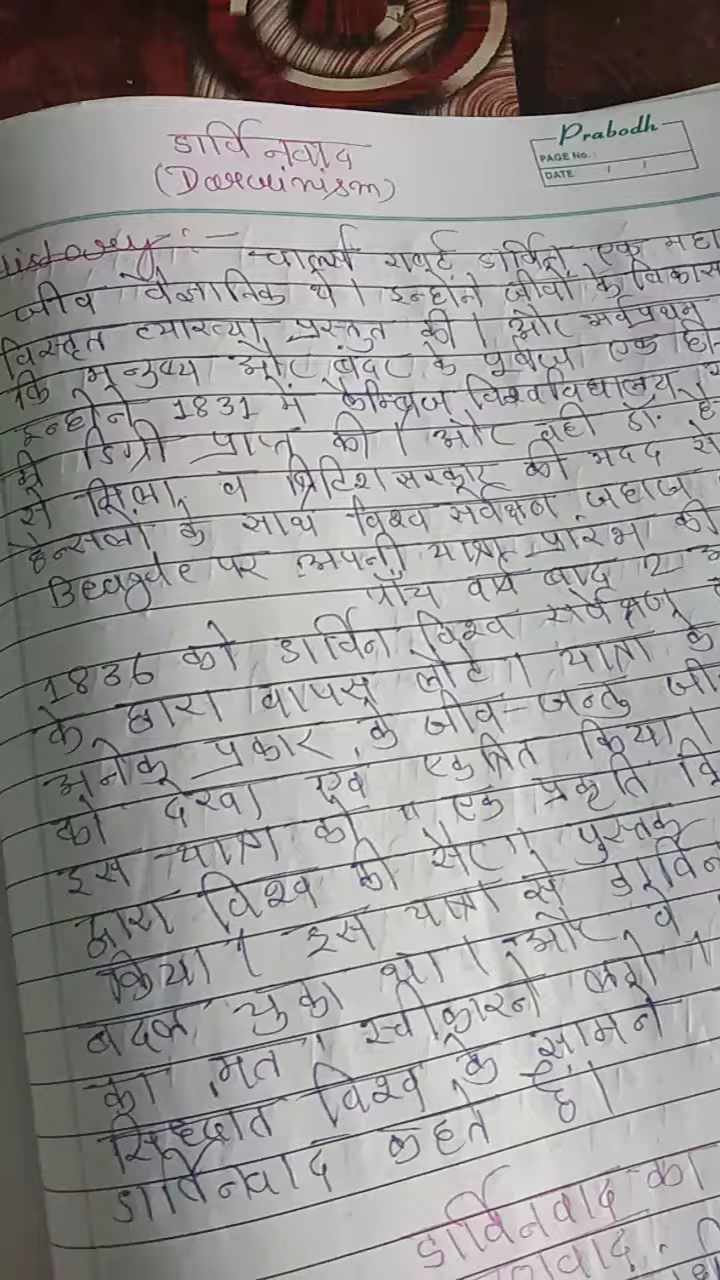 Prabodh
PAGE No.:
DATE: / /
डार्विनवाद
(Darwinism)
History :-
चार्ल्स राबर्ट डार्विन एक महा
जीव वैज्ञानिक थे। इन्होंने जीवों के विकास
विस्तृत व्याख्या प्रस्तुत की। और सर्वप्रथम
कि मनुष्य और बंदर के पूर्वज एक ही
इन्होंने 1831 में कैम्ब्रिज विश्वविद्यालय
डिग्री प्राप्त की। और वही डॉ. है
से मिला, व ब्रिटिश सरकार की मदद से
हेन्सलो के साथ विश्व सर्वेक्षण जहाज
Beagle पर अपनी यात्रा प्रारंभ की
पाँच वर्ष बाद 2
1836 को डार्विन विश्व सर्वेक्षण
के द्वारा वापस लौटे। यात्रा के
अनेक प्रकार के जीव-जन्तु जी
को देखा एवं एकत्रित किया।
इस यात्रा को "एक प्रकृति वि
द्वारा विश्व की सैर" पुस्तक
किया। इस यात्रा से डार्विन
बदल चुका था। और वे
का मत स्वीकारने लगे
सिद्धांत विश्व के सामने
डार्विनवाद कहते है।
डार्विनवाद का